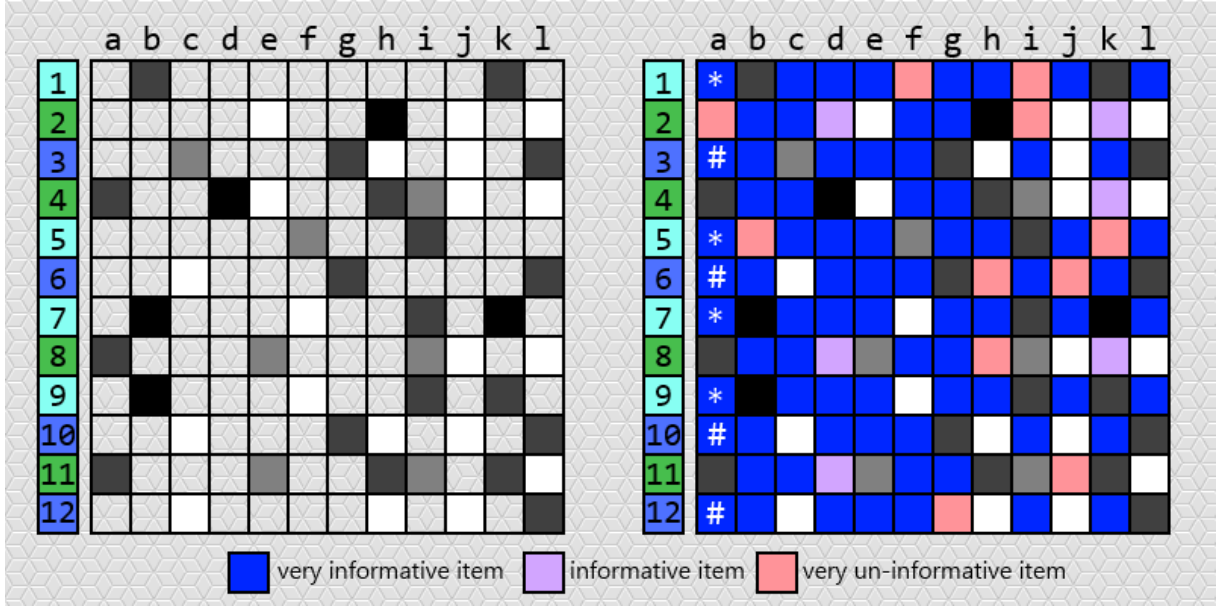 a b c d e f g h i j k l a b c d e f g h i j k l
1 1 *
2 2
3 3 #
4 4
5 5 *
6 6 #
7 7 *
8 8
9 9 *
10 10 #
11 11
12 12 #
very informative item informative item very un-informative item